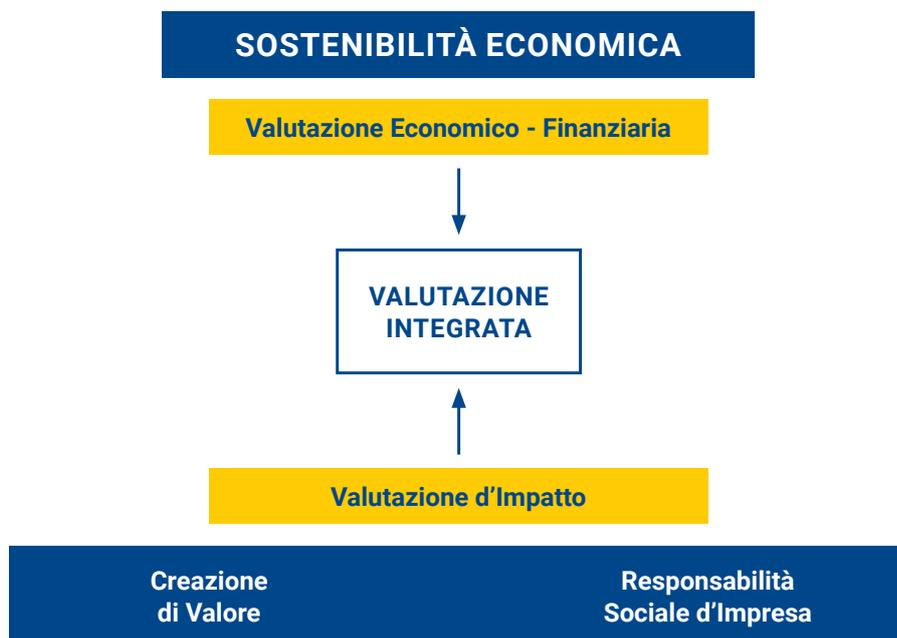 SOSTENIBILITÀ ECONOMICA
Valutazione Economico - Finanziaria
VALUTAZIONE
INTEGRATA
Valutazione d’Impatto
Creazione
di Valore
Responsabilità
Sociale d’Impresa